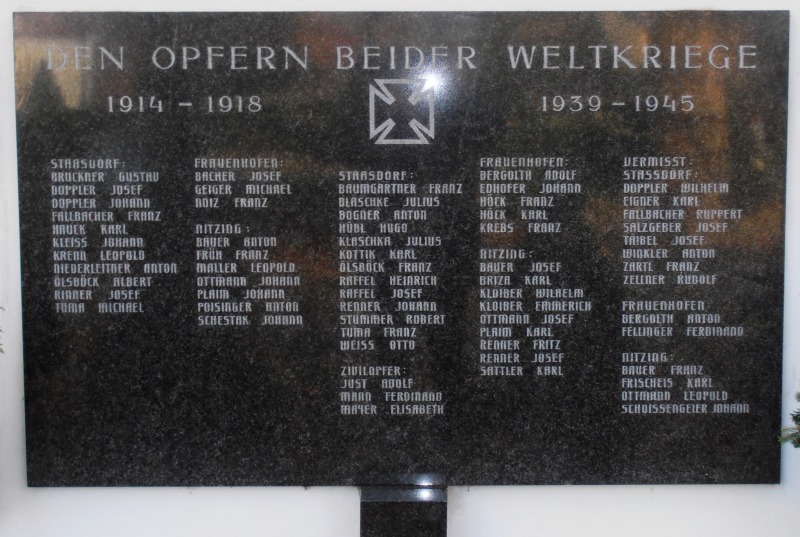 DEN OPFERN BEIDER WELTKRIEGE
1914 – 1918
1939 – 1945
STAASDORF:
BRUCKNER GUSTAV
DOPPLER JOSEF
DOPPLER JOHANN
FALLBACHER FRANZ
HAUCK KARL
KLEISS JOHANN
KRENN LEOPOLD
NIEDERLEITNER ANTON
ÖLSBÖCK ALBERT
RINNER JOSEF
TUMA MICHAEL
FRAUENHOFEN:
BACHER JOSEF
GEIGER MICHAEL
NOIZ FRANZ
NITZING:
BAUER ANTON
FRÜH FRANZ
MALLER LEOPOLD
OTTMANN JOHANN
PLAIM JOHANN
POISINGER ANTON
SCHESTAK JOHANN
STAASDORF:
BAUMGARTNER FRANZ
BLASCHKE JULIUS
BOGNER ANTON
HÜBL HUGO
KLASCHKA JULIUS
KOTTIK KARL
ÖLSBÖCK FRANZ
RAFFEL HEINRICH
RAFFEL JOSEF
RENNER JOHANN
STÜMMER ROBERT
TUMA FRANZ
WEISS OTTO
ZIVILOPFER:
JUST ADOLF
MANN FERDINAND
MAYER ELISABETH
FRAUENHOFEN:
BERGOLTH ADOLF
EDHOFER JOHANN
HÖCK FRANZ
HÖCK KARL
KREBS FRANZ
NITZING:
BAUER JOSEF
BRIZA KARL
KLOIBER WILHELM
KLOIBER EMMERICH
OTTMANN JOSEF
PLAIM KARL
RENNER FRITZ
RENNER JOSEF
SATTLER KARL
VERMISST:
STASSDORF:
DOPPLER WILHELM
EIGNER KARL
FALLBACHER RUPPERT
SALZGEBER JOSEF
TAIBEL JOSEF
WINKLER ANTON
ZARTL FRANZ
ZELLNER RUDOLF
FRAUENHOFEN:
BERGOLTH ANTON
FELLINGER FERDINAND
NITZING:
BAUER FRANZ
FRISCHEIS KARL
OTTMANN LEOPOLD
SCHOISSENGEIER JOHANN